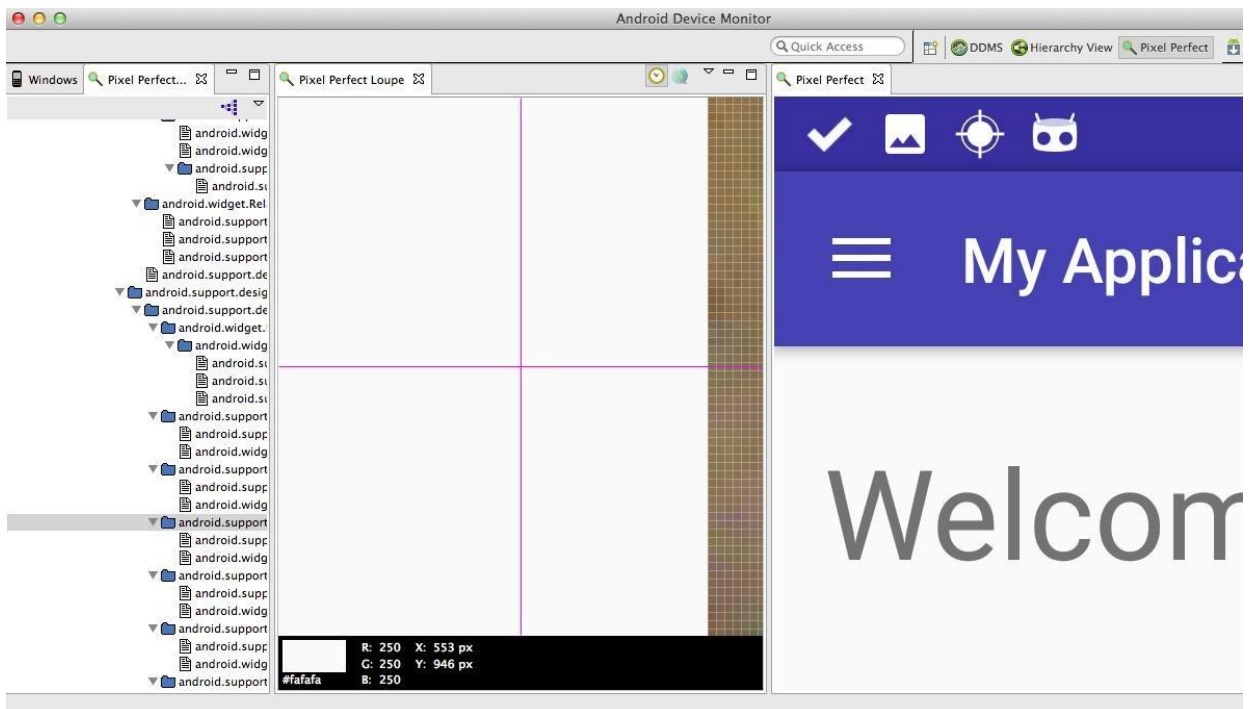 Android Device Monitor
Quick Access
DDMS Hierarchy View Pixel Perfect
Windows Pixel Perfect...
Pixel Perfect Loupe
Pixel Perfect
android.widg
android.widg
android.supp
android.su
android.widget.Rel
android.support
android.support
android.support
android.support.de
android.support.desig
android.support.de
android.widget.
android.widg
android.su
android.su
android.su
android.support
android.supp
android.widg
android.support
android.supp
android.widg
android.support
android.supp
android.widg
android.support
android.supp
android.widg
android.support
android.supp
android.widg
android.support
R: 250 X: 553 px
G: 250 Y: 946 px
#fafafa B: 250
My Applica
Welcom